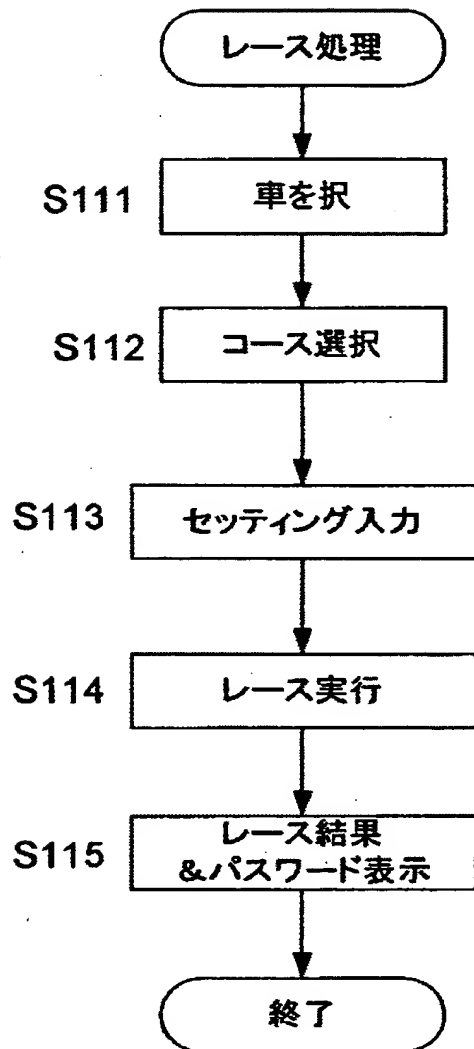 レース処理
S111
車を択
S112
コース選択
S113
セッティング入力
S114
レース実行
S115
レース結果
&パスワード表示
終了